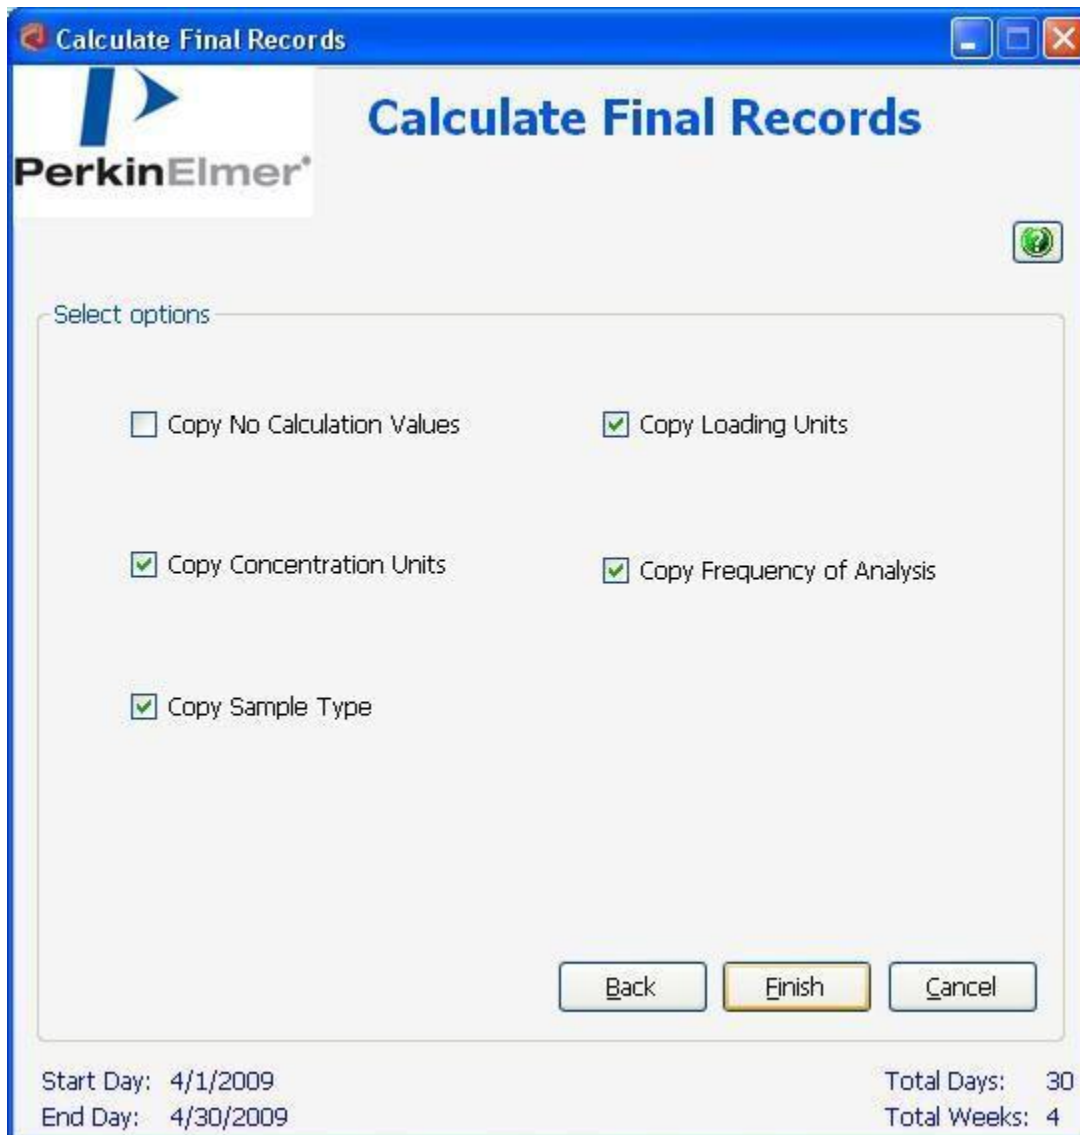 Calculate Final Records
PerkinElmer
Calculate Final Records
Select options
Copy No Calculation Values
Copy Loading Units
Copy Concentration Units
Copy Frequency of Analysis
Copy Sample Type
Back
Finish
Cancel
Start Day: 4/1/2009
Total Days: 30
End Day: 4/30/2009
Total Weeks: 4